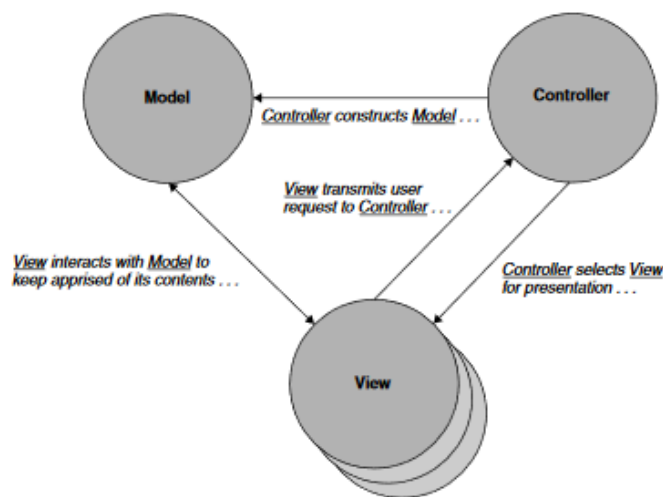 Model
Controller
Controller constructs Model . . .
View transmits user
request to Controller . . .
View interacts with Model to
keep apprised of its contents . . .
Controller selects View
for presentation . . .
View